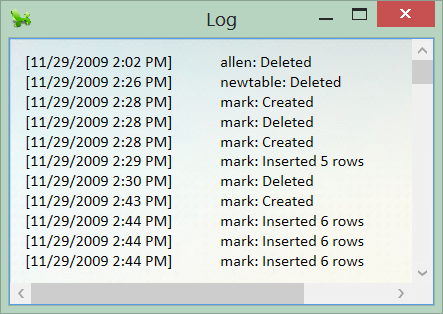 Log
[11/29/2009 2:02 PM] allen: Deleted
[11/29/2009 2:26 PM] newtable: Deleted
[11/29/2009 2:28 PM] mark: Created
[11/29/2009 2:28 PM] mark: Deleted
[11/29/2009 2:28 PM] mark: Created
[11/29/2009 2:29 PM] mark: Inserted 5 rows
[11/29/2009 2:30 PM] mark: Deleted
[11/29/2009 2:43 PM] mark: Created
[11/29/2009 2:44 PM] mark: Inserted 6 rows
[11/29/2009 2:44 PM] mark: Inserted 6 rows
[11/29/2009 2:44 PM] mark: Inserted 6 rows